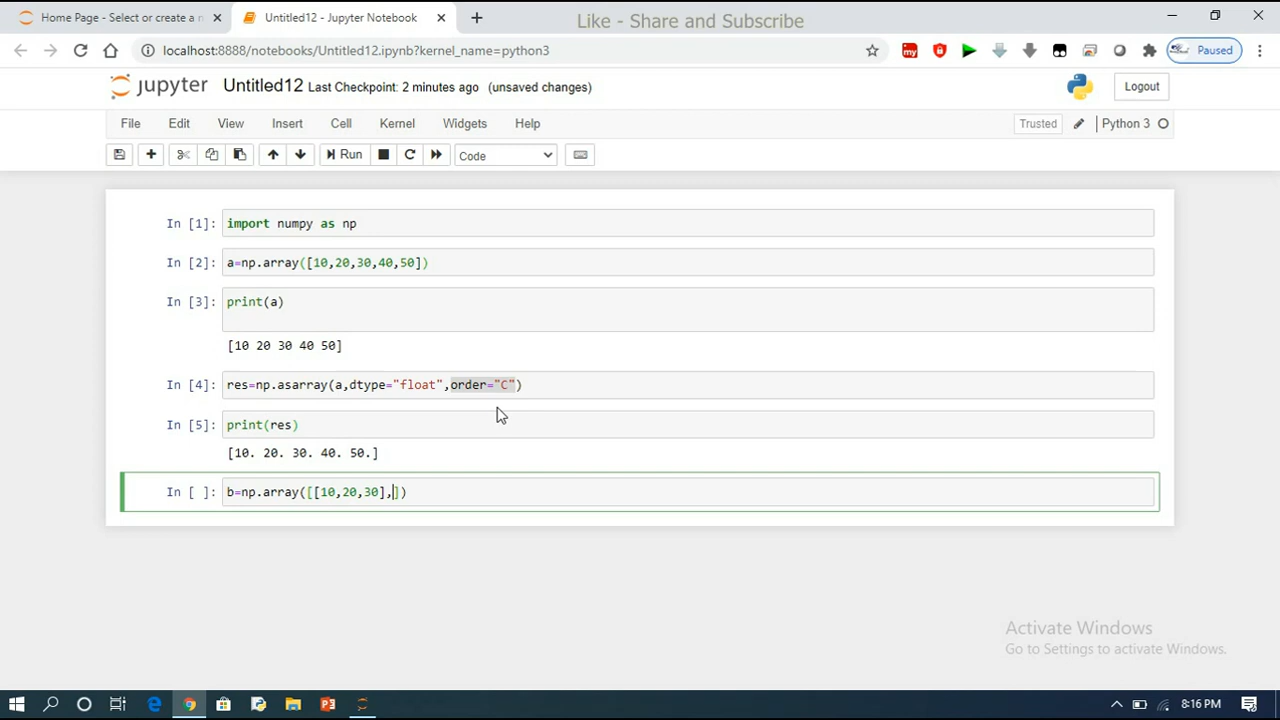 Home Page - Select or create a n
Untitled12 - Jupyter Notebook
Like - Share and Subscribe
localhost:8888/notebooks/Untitled12.ipynb?kernel_name=python3
my
Paused
jupyter
Untitled12 Last Checkpoint: 2 minutes ago (unsaved changes)
Logout
File Edit View Insert Cell Kernel Widgets Help
Trusted
Python 3
Run
Code
In [1]: import numpy as np
In [2]: a=np.array([10,20,30,40,50])
In [3]: print(a)
[10 20 30 40 50]
In [4]: res=np.asarray(a,dtype="float",order="C")
In [5]: print(res)
[10. 20. 30. 40. 50.]
In [ ]: b=np.array([[10,20,30],])
Activate Windows
Go to Settings to activate Windows.
8:16 PM